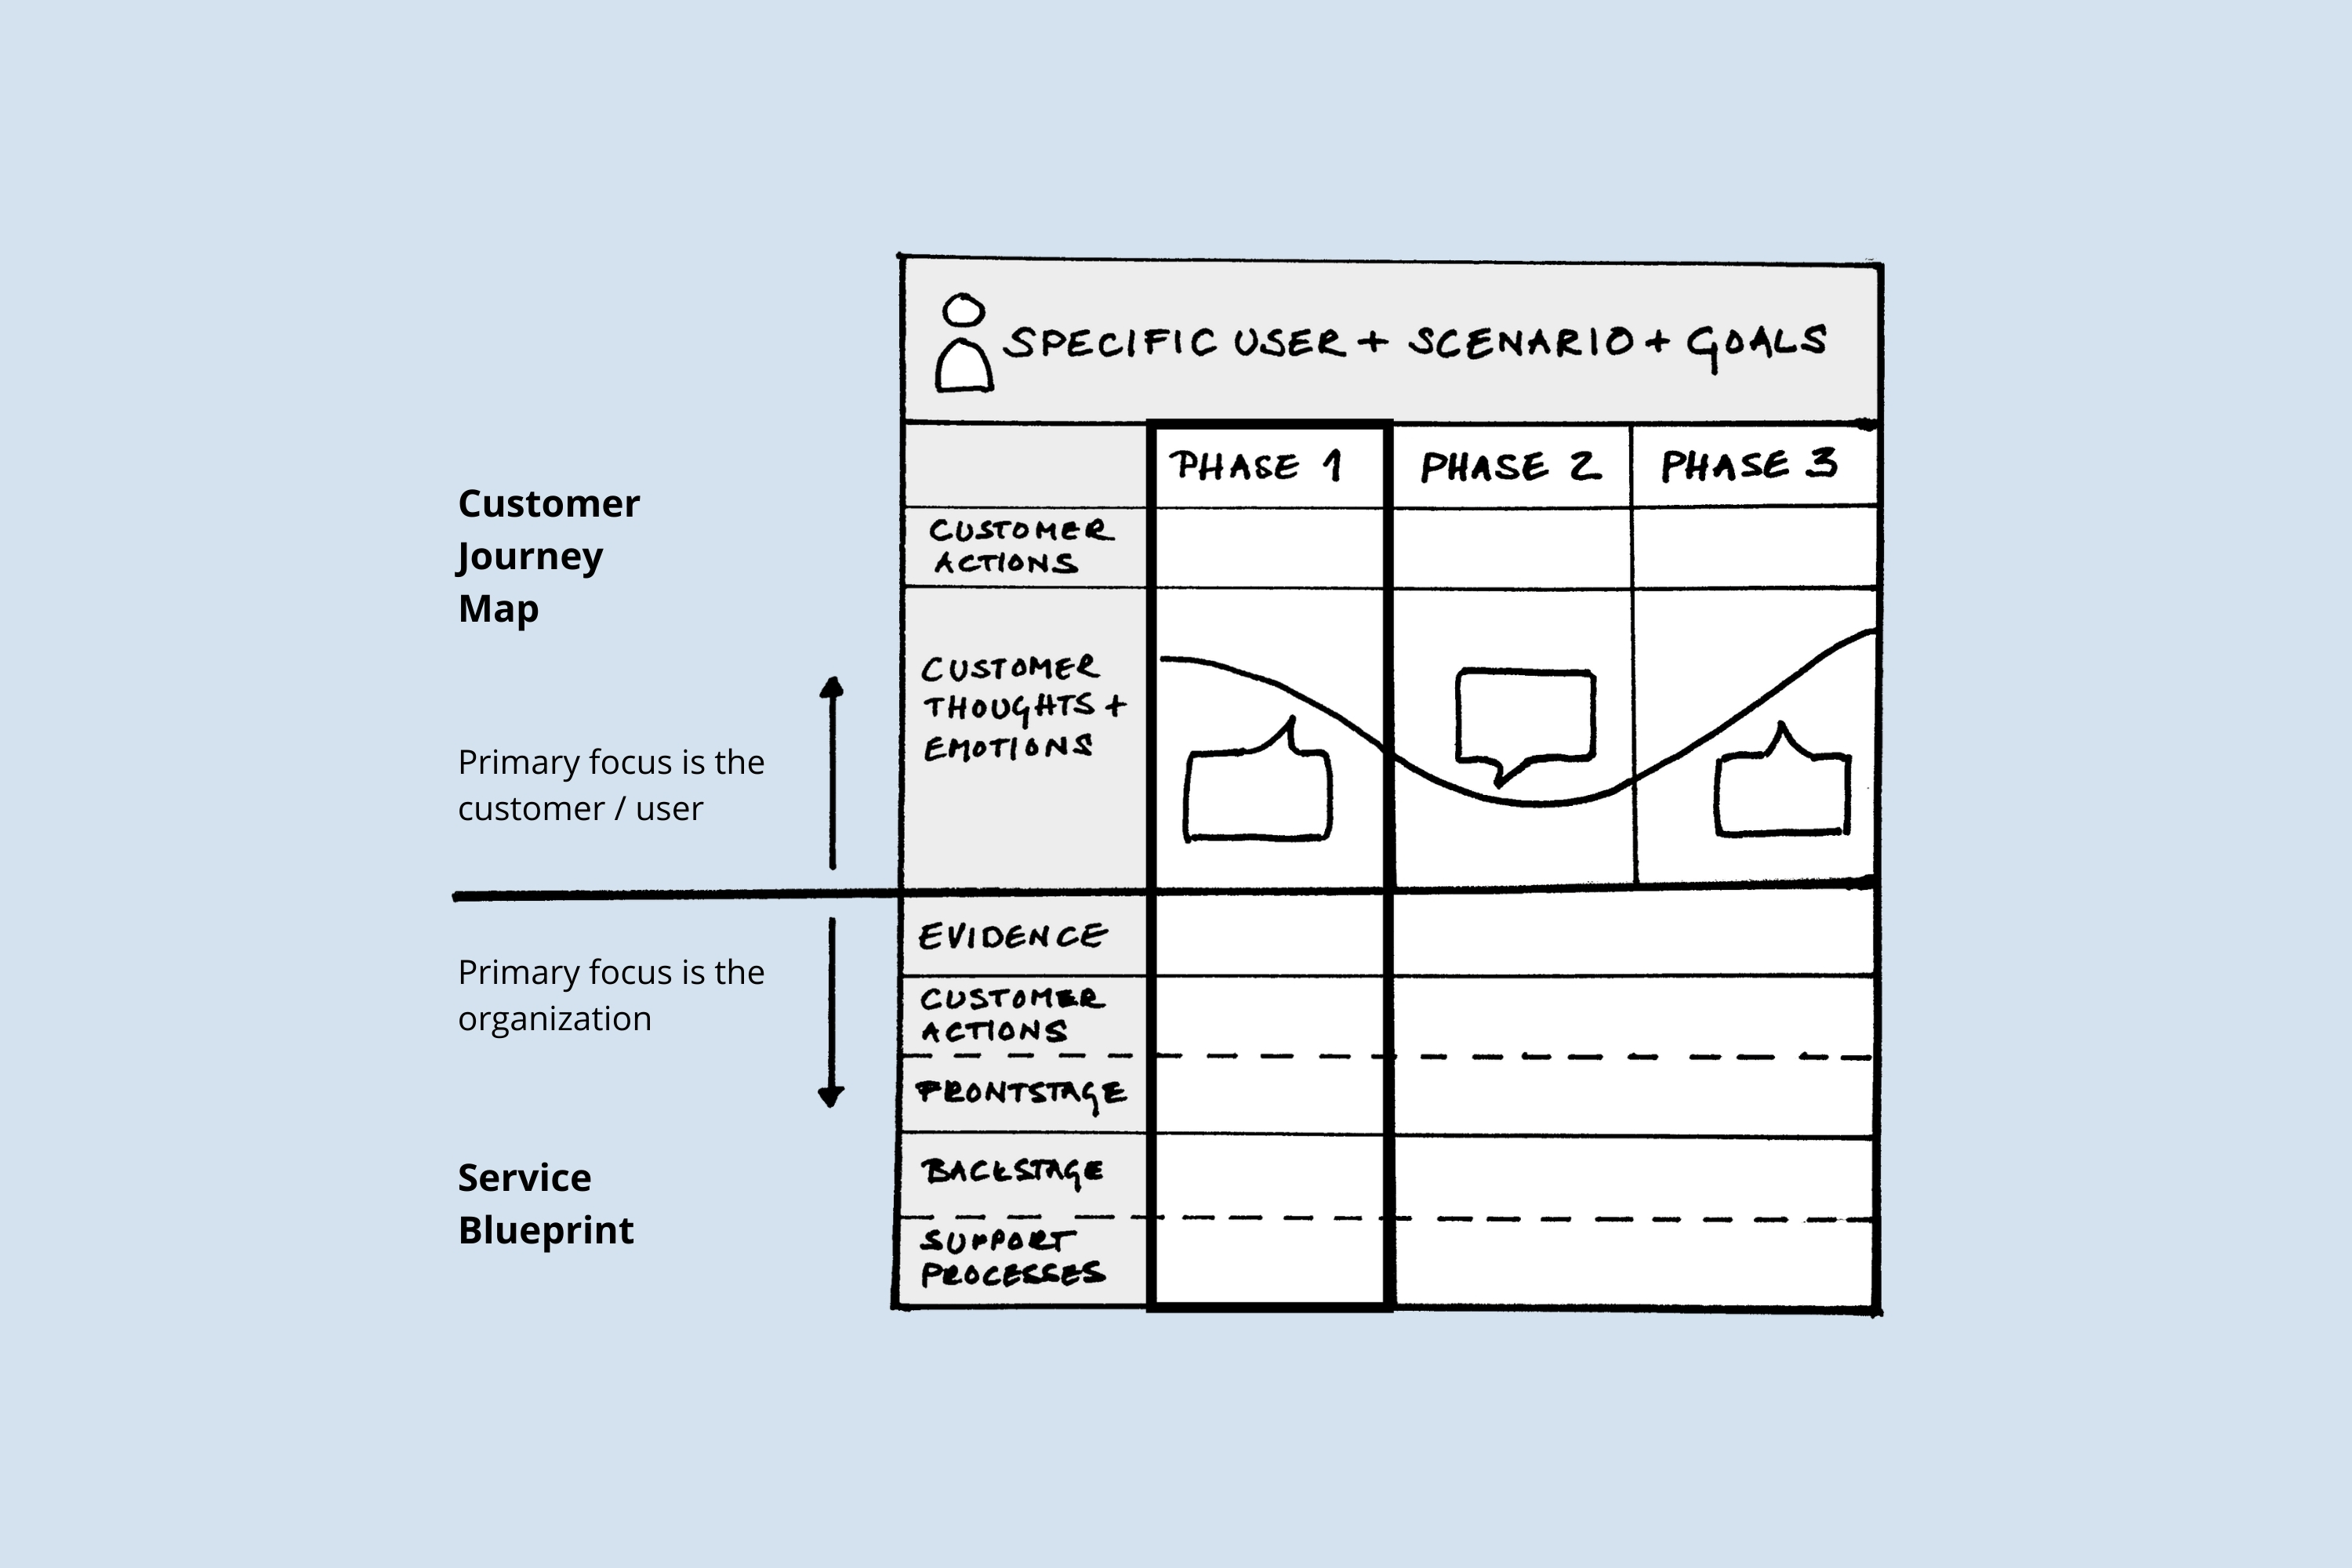 SPECIFIC USER + SCENARIO + GOALS
PHASE 1
PHASE 2
PHASE 3
Customer
Journey
Map
CUSTOMER
ACTIONS
CUSTOMER
THOUGHTS +
EMOTIONS
Primary focus is the
customer / user
EVIDENCE
Primary focus is the
organization
CUSTOMER
ACTIONS
FRONTSTAGE
Service
Blueprint
BACKSTAGE
SUPPORT
PROCESSES